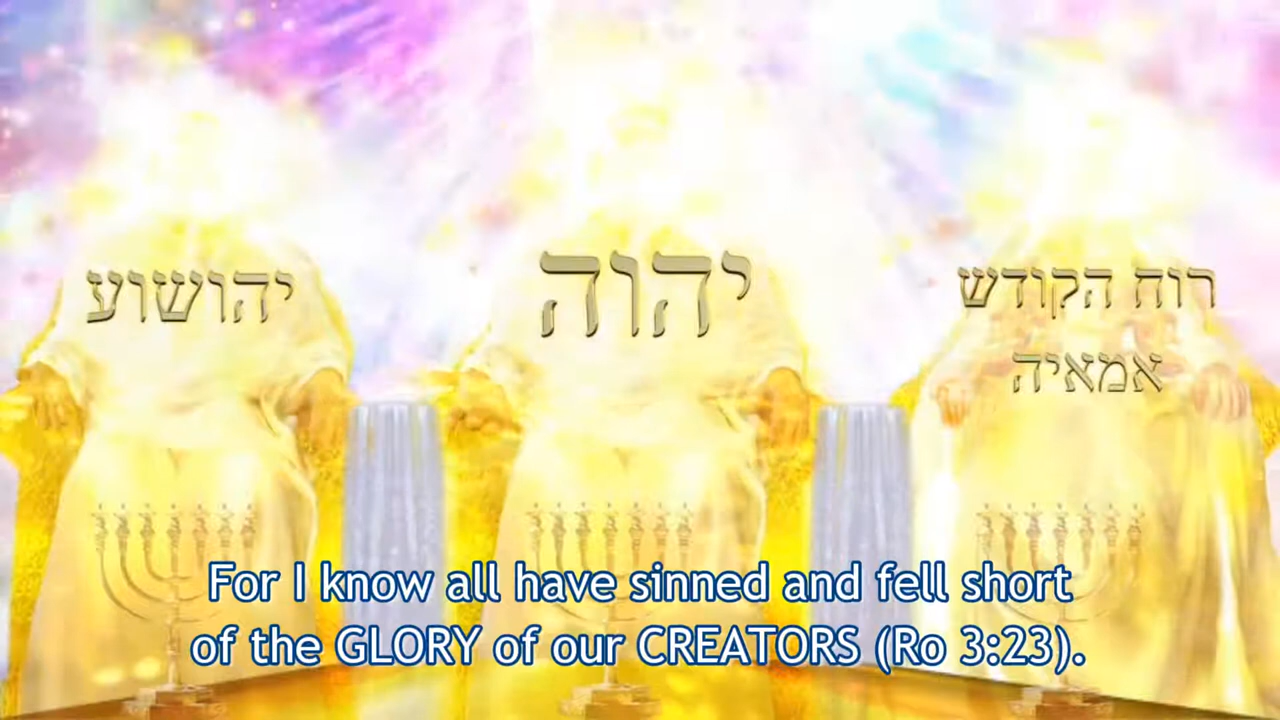 יהושוע
יהוה
רוח הקודש
אמאיה
For I know all have sinned and fell short
of the GLORY of our CREATORS (Ro 3:23).